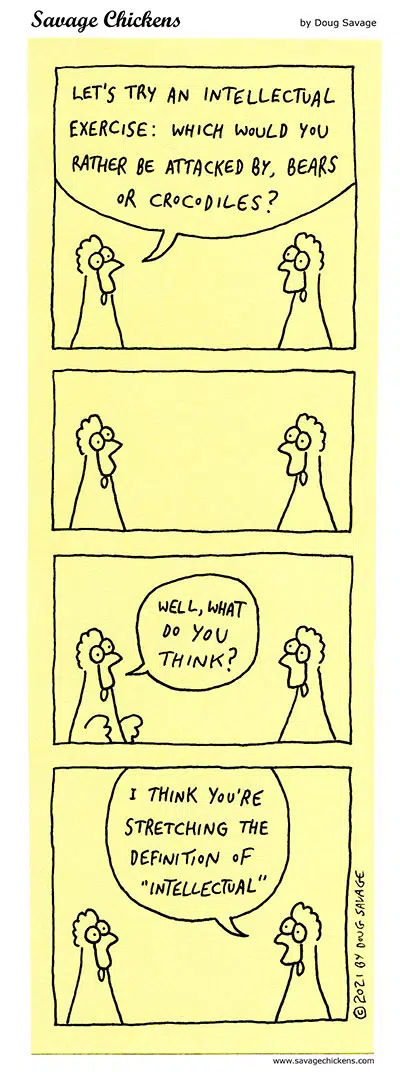 Savage Chickens
by Doug Savage
LET'S TRY AN INTELLECTUAL
EXERCISE: WHICH WOULD YOU
RATHER BE ATTACKED BY, BEARS
OR CROCODILES?
WELL, WHAT
DO YOU
THINK?
I THINK YOU'RE
STRETCHING THE
DEFINITION OF
"INTELLECTUAL"
©2021 BY DOUG SAVAGE
www.savagechickens.com